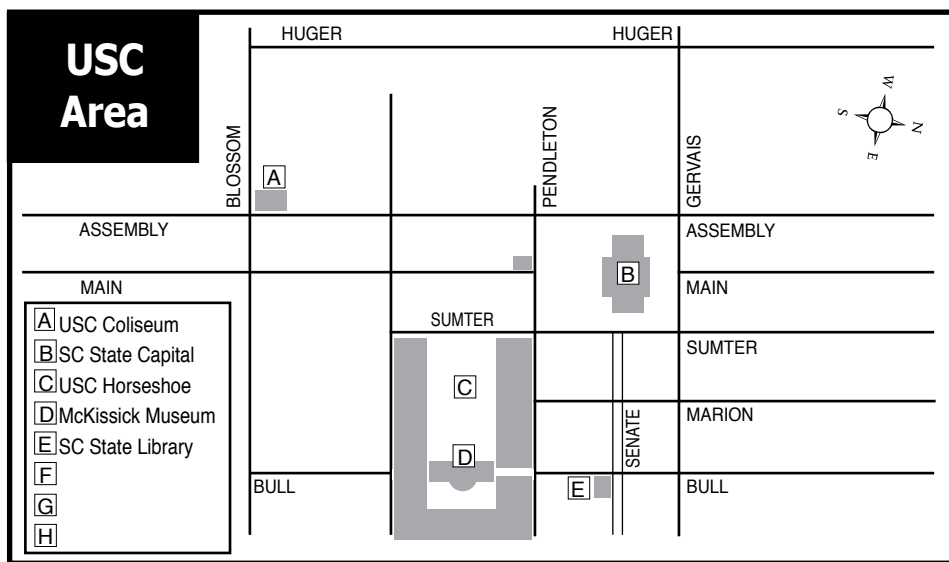 USC
Area
HUGER
HUGER
BLOSSOM
PENDLETON
GERVAIS
W
S
N
E
A
ASSEMBLY
ASSEMBLY
B
MAIN
MAIN
SUMTER
SUMTER
A USC Coliseum
B SC State Capital
C USC Horseshoe
D McKissick Museum
E SC State Library
F
G
H
C
MARION
SENATE
D
BULL
E
BULL